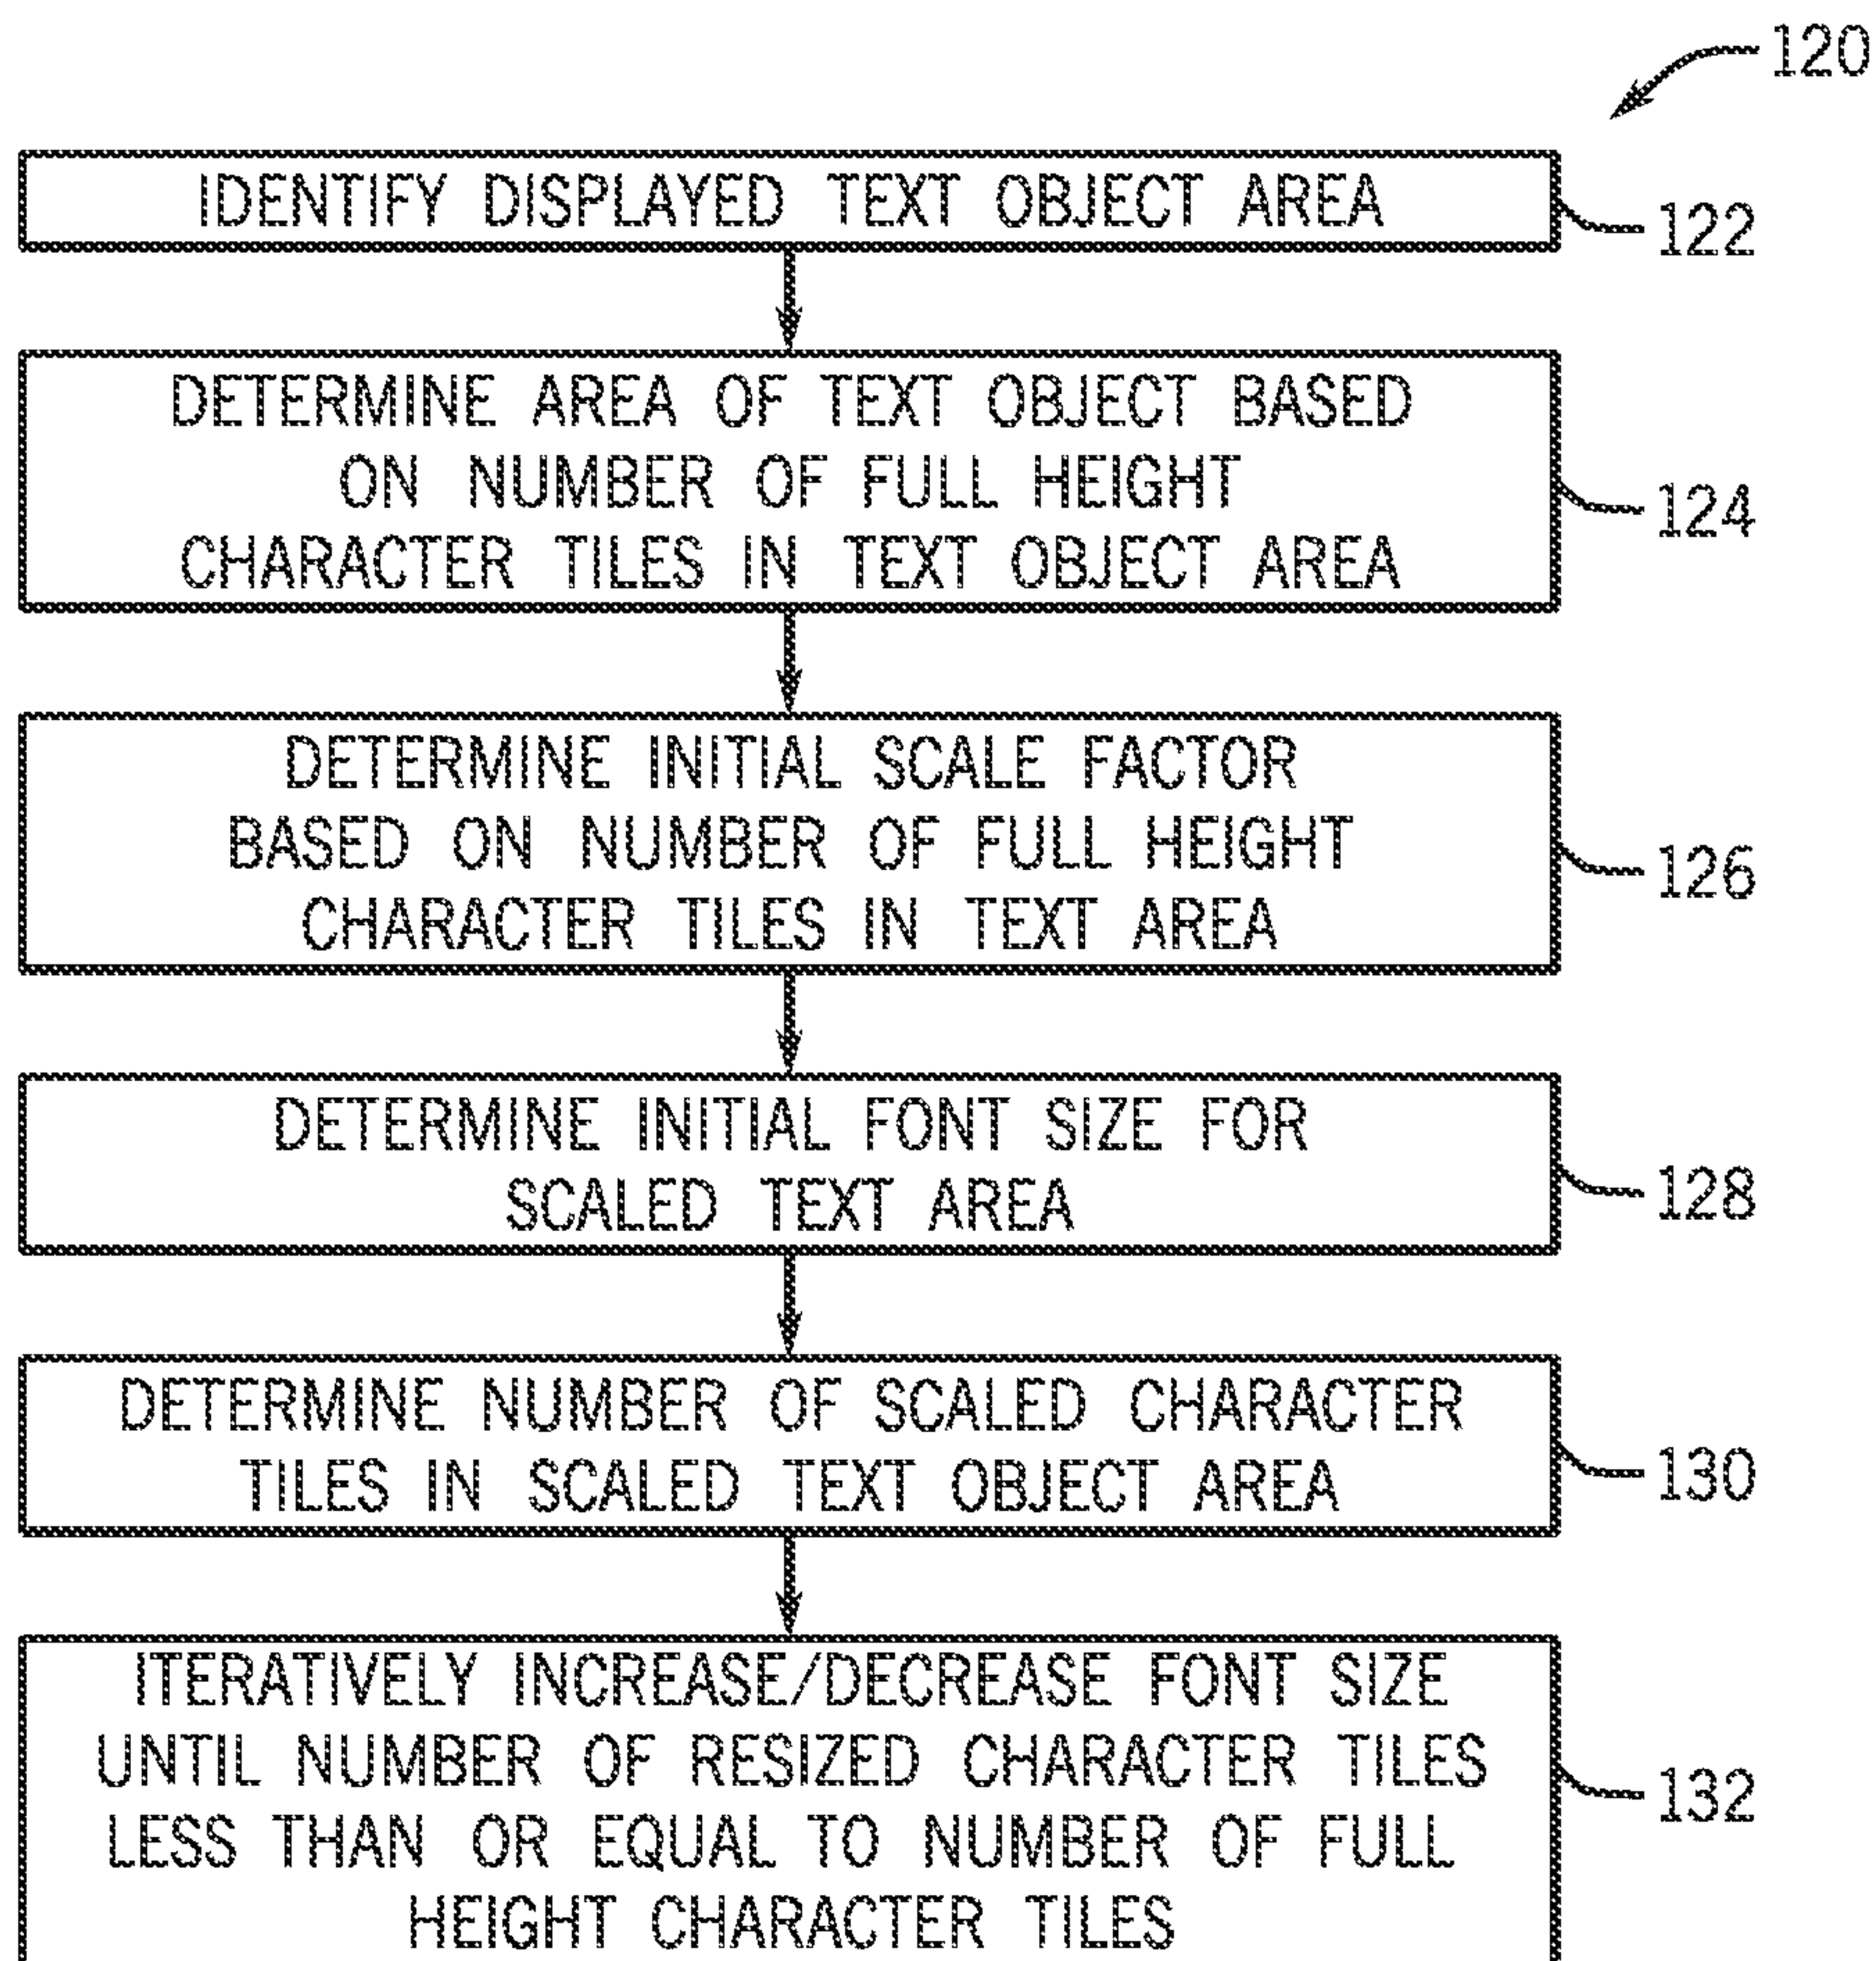 120
IDENTIFY DISPLAYED TEXT OBJECT AREA
122
DETERMINE AREA OF TEXT OBJECT BASED
ON NUMBER OF FULL HEIGHT
CHARACTER TILES IN TEXT OBJECT AREA
124
DETERMINE INITIAL SCALE FACTOR
BASED ON NUMBER OF FULL HEIGHT
CHARACTER TILES IN TEXT AREA
126
DETERMINE INITIAL FONT SIZE FOR
SCALED TEXT AREA
128
DETERMINE NUMBER OF SCALED CHARACTER
TILES IN SCALED TEXT OBJECT AREA
130
ITERATIVELY INCREASE/DECREASE FONT SIZE
UNTIL NUMBER OF RESIZED CHARACTER TILES
LESS THAN OR EQUAL TO NUMBER OF FULL
HEIGHT CHARACTER TILES
132